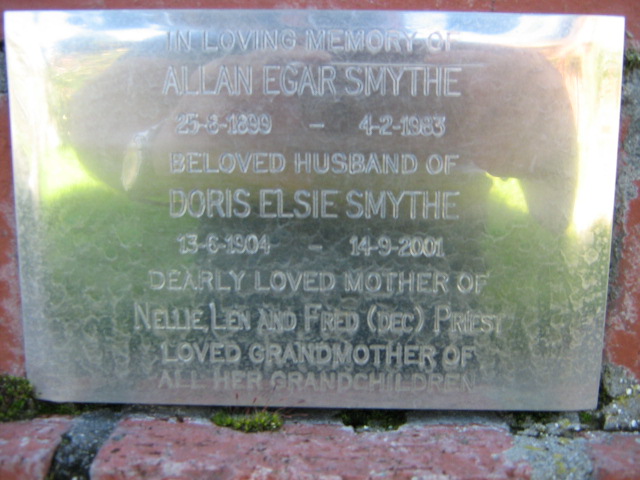 IN LOVING MEMORY OF
ALLAN EGAR SMYTHE
25-8-1899 – 4-2-1983
BELOVED HUSBAND OF
DORIS ELSIE SMYTHE
13-6-1904 – 14-9-2001
DEARLY LOVED MOTHER OF
NELLIE, LEN AND FRED (DEC) PRIEST
LOVED GRANDMOTHER OF
ALL HER GRANDCHILDREN